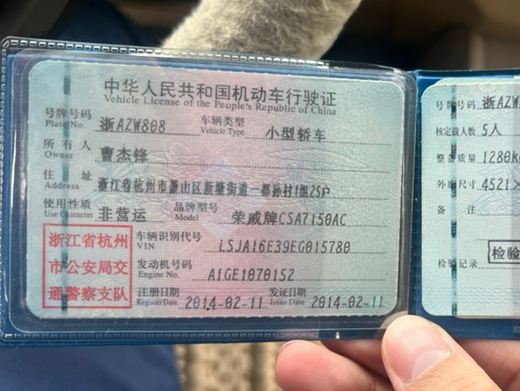 中华人民共和国机动车行驶证
Vehicle License of the People's Republic of China
号牌号码 浙AZW808 车辆类型 小型轿车
Plate No. Vehicle Type
所有人 曹杰锋
Owner
住址 浙江省杭州市萧山区新塘街道一都孙村1组25户
Address
使用性质 非营运 品牌型号 荣威牌CSA7150AC
Use Character Model
浙江省杭州
市公安局交
通警察支队
车辆识别代号 LSJA16E39EG015780
VIN
发动机号码 A1GE1070152
Engine No.
注册日期 2014-02-11 发证日期 2014-02-11
Register Date Issue Date
号牌号码 浙AZW
核定载人数 5人
整备质量 1280k
外廓尺寸 4521×
备注
检验记录 检验